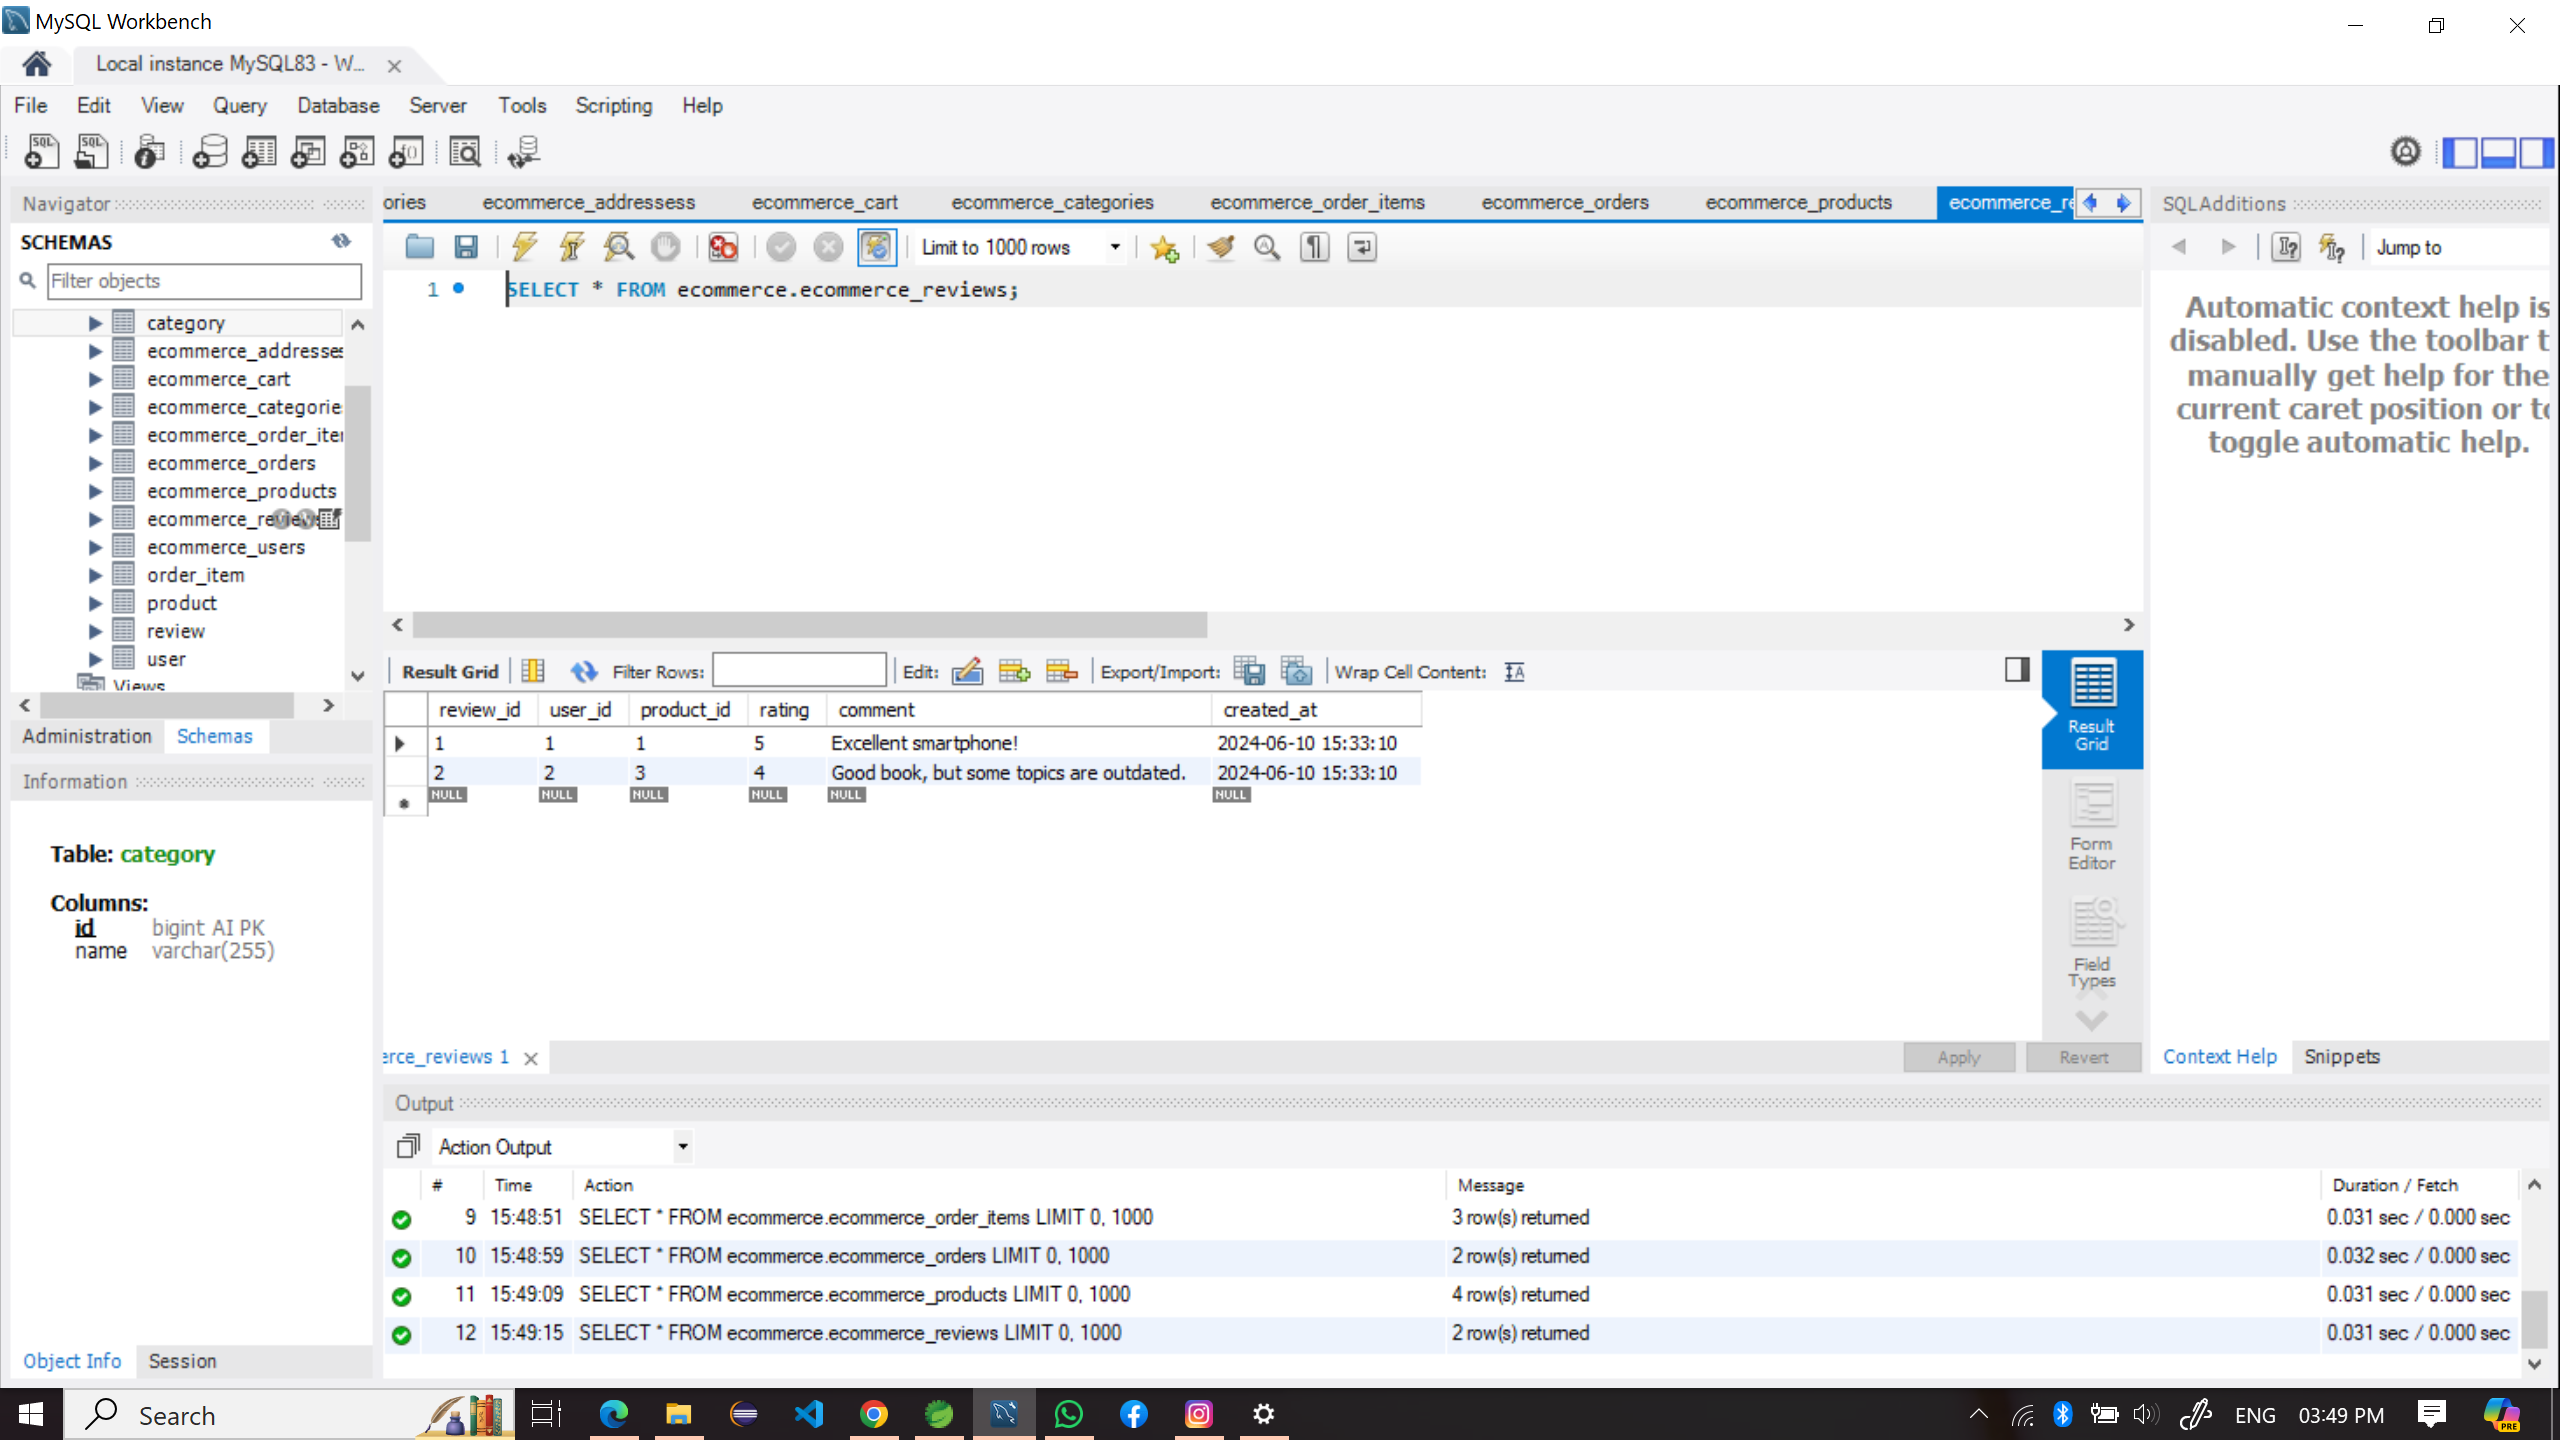 MySQL Workbench
Local instance MySQL83 - W...
File Edit View Query Database Server Tools Scripting Help
Navigator
SCHEMAS
Filter objects
category
ecommerce_addresses
ecommerce_cart
ecommerce_categorie
ecommerce_order_iter
ecommerce_orders
ecommerce_products
ecommerce_reviews
ecommerce_users
order_item
product
review
user
Views
Administration Schemas
Information
Table: category
Columns:
id bigint AI PK
name varchar(255)
Object Info Session
ories ecommerce_addressess ecommerce_cart ecommerce_categories ecommerce_order_items ecommerce_orders ecommerce_products ecommerce_re
Limit to 1000 rows
1 SELECT * FROM ecommerce.ecommerce_reviews;
Result Grid Filter Rows: Edit: Export/Import: Wrap Cell Content:
review_id user_id product_id rating comment created_at
1 1 1 5 Excellent smartphone! 2024-06-10 15:33:10
2 2 3 4 Good book, but some topics are outdated. 2024-06-10 15:33:10
NULL NULL NULL NULL NULL NULL
Result
Grid
Form
Editor
Field
Types
erce_reviews 1
Apply Revert
SQLAdditions
Jump to
Automatic context help is
disabled. Use the toolbar t
manually get help for the
current caret position or to
toggle automatic help.
Context Help Snippets
Output
Action Output
# Time Action Message Duration / Fetch
9 15:48:51 SELECT * FROM ecommerce.ecommerce_order_items LIMIT 0, 1000 3 row(s) returned 0.031 sec / 0.000 sec
10 15:48:59 SELECT * FROM ecommerce.ecommerce_orders LIMIT 0, 1000 2 row(s) returned 0.032 sec / 0.000 sec
11 15:49:09 SELECT * FROM ecommerce.ecommerce_products LIMIT 0, 1000 4 row(s) returned 0.031 sec / 0.000 sec
12 15:49:15 SELECT * FROM ecommerce.ecommerce_reviews LIMIT 0, 1000 2 row(s) returned 0.031 sec / 0.000 sec
Search
ENG 03:49 PM
PRE